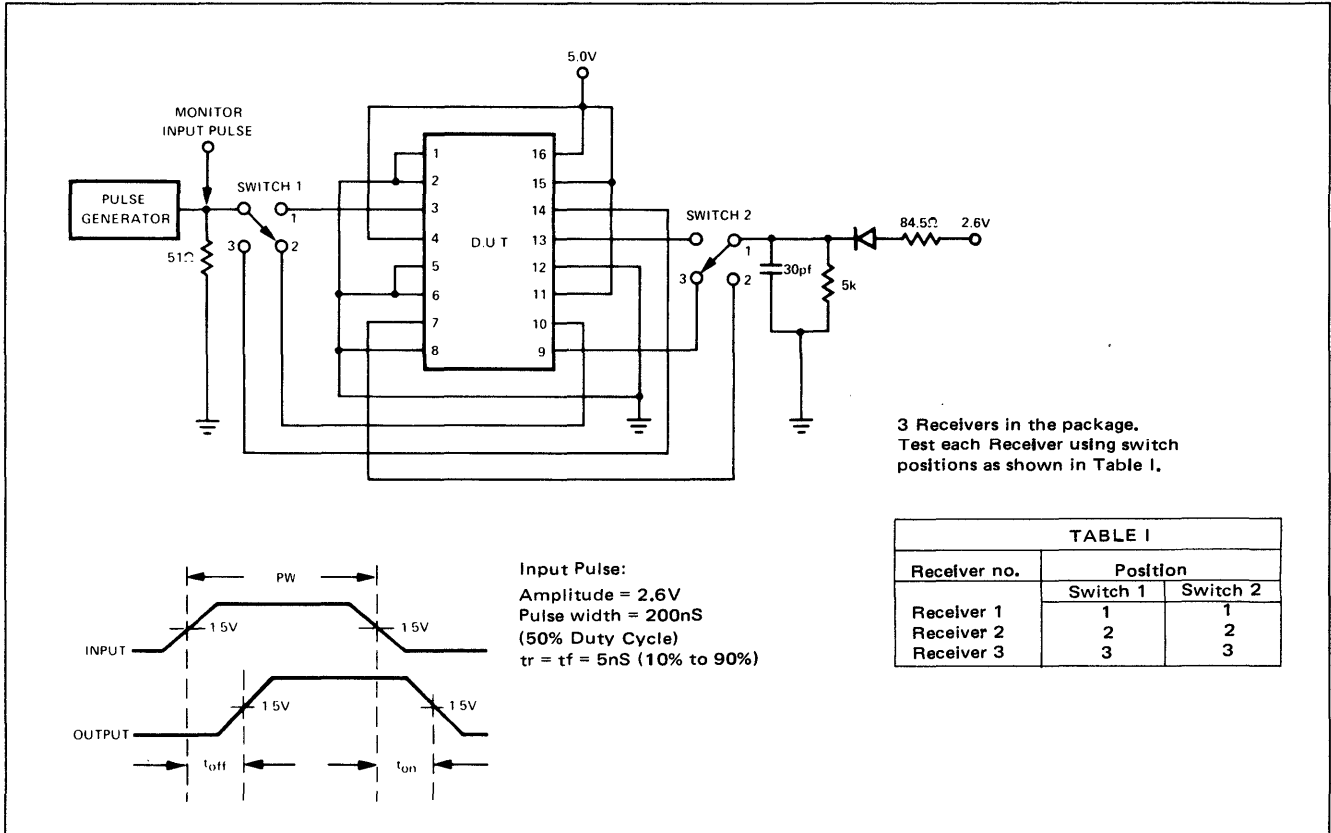 5.0V
MONITOR
INPUT PULSE
PULSE
GENERATOR
SWITCH 1
1
3
2
51Ω
1
2
3
4
5
6
7
8
D.U.T
16
15
14
13
12
11
10
9
SWITCH 2
1
3
2
30pf
5k
84.5Ω
2.6V
3 Receivers in the package.
Test each Receiver using switch
positions as shown in Table I.
PW
1 5V
1 5V
INPUT
1 5V
1 5V
OUTPUT
toff
ton
Input Pulse:
Amplitude = 2.6V
Pulse width = 200nS
(50% Duty Cycle)
tr = tf = 5nS (10% to 90%)
TABLE I
Receiver no. Position
Switch 1 Switch 2
Receiver 1 1 1
Receiver 2 2 2
Receiver 3 3 3